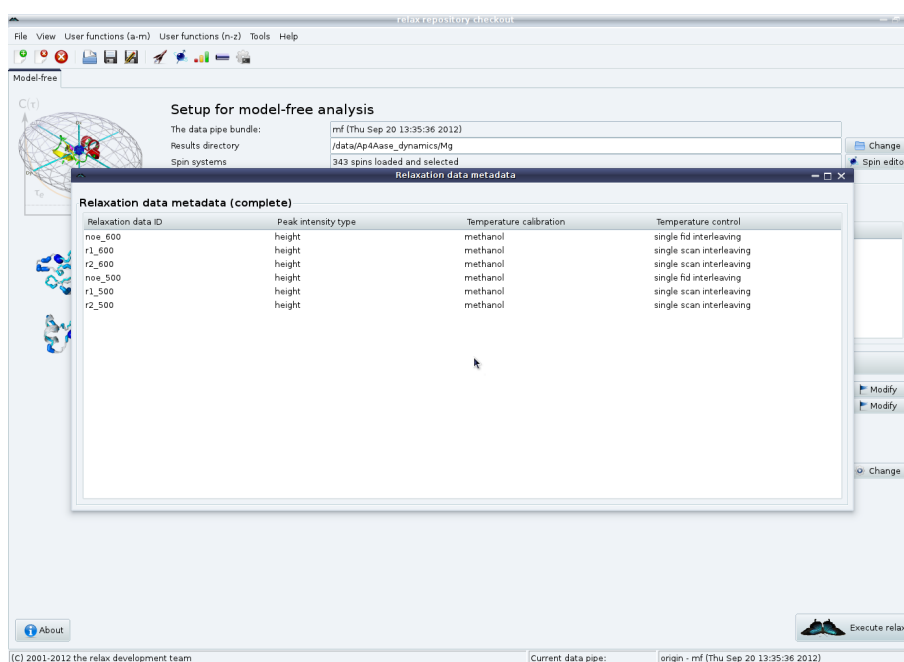 relax repository checkout
File View User functions (a-m) User functions (n-z) Tools Help
Model-free
C(τ)
Setup for model-free analysis
The data pipe bundle: mf (Thu Sep 20 13:35:36 2012)
Results directory /data/Ap4Aase_dynamics/Mg Change
Spin systems 343 spins loaded and selected Spin edito
Relaxation data metadata
Relaxation data metadata (complete)
Relaxation data ID Peak intensity type Temperature calibration Temperature control
noe_600 height methanol single fid interleaving
r1_600 height methanol single scan interleaving
r2_600 height methanol single scan interleaving
noe_500 height methanol single fid interleaving
r1_500 height methanol single scan interleaving
r2_500 height methanol single scan interleaving
Modify
Modify
Change
About Execute relax
(C) 2001-2012 the relax development team Current data pipe: origin - mf (Thu Sep 20 13:35:36 2012)